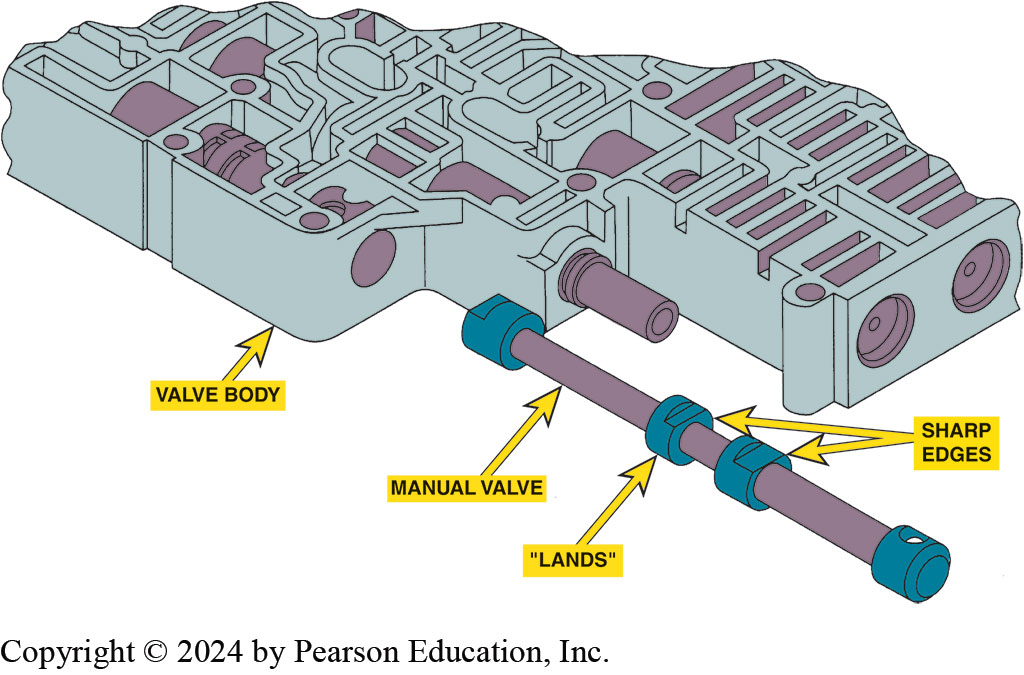 VALVE BODY
MANUAL VALVE
"LANDS"
SHARP
EDGES
Copyright © 2024 by Pearson Education, Inc.